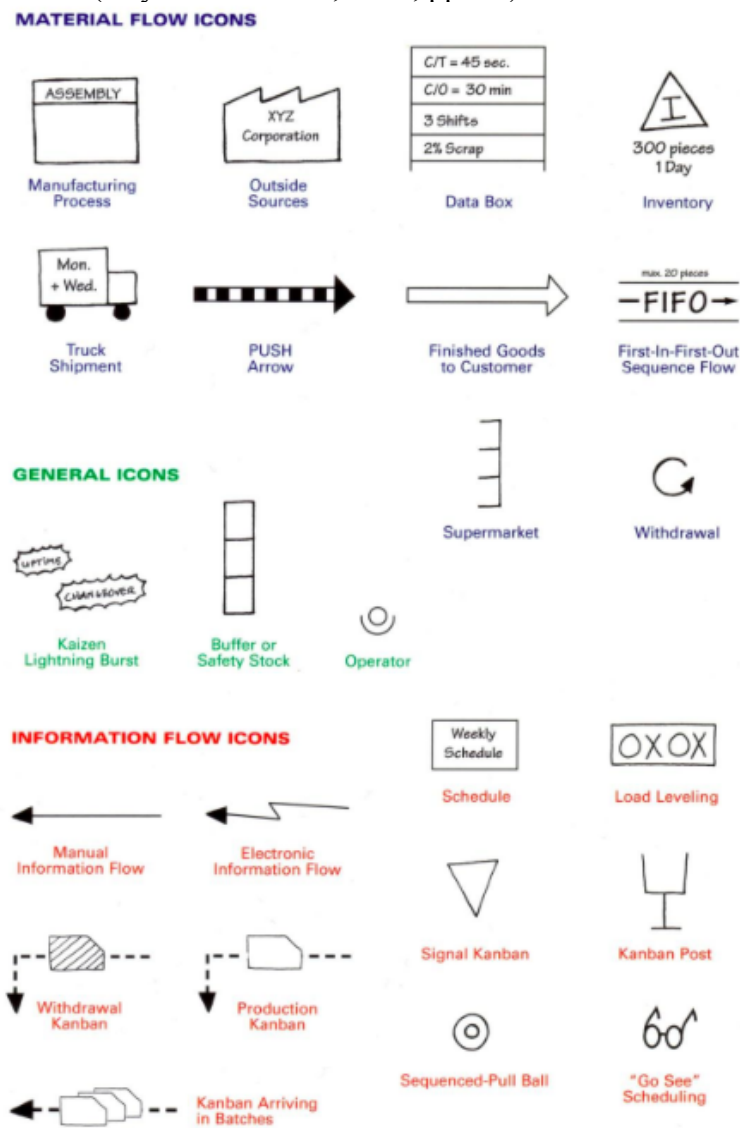 MATERIAL FLOW ICONS
ASSEMBLY
Manufacturing
Process
XYZ
Corporation
Outside
Sources
C/T = 45 sec.
C/O = 30 min
3 Shifts
2% Scrap
Data Box
I
300 pieces
1 Day
Inventory
Mon.
+ Wed.
Truck
Shipment
PUSH
Arrow
Finished Goods
to Customer
max. 20 pieces
FIFO
First-In-First-Out
Sequence Flow
Supermarket
Withdrawal
GENERAL ICONS
UPTIME
CHANGEOVER
Kaizen
Lightning Burst
Buffer or
Safety Stock
Operator
INFORMATION FLOW ICONS
Weekly
Schedule
Schedule
OXOX
Load Leveling
Manual
Information Flow
Electronic
Information Flow
Signal Kanban
Kanban Post
Withdrawal
Kanban
Production
Kanban
Sequenced-Pull Ball
"Go See"
Scheduling
Kanban Arriving
in Batches